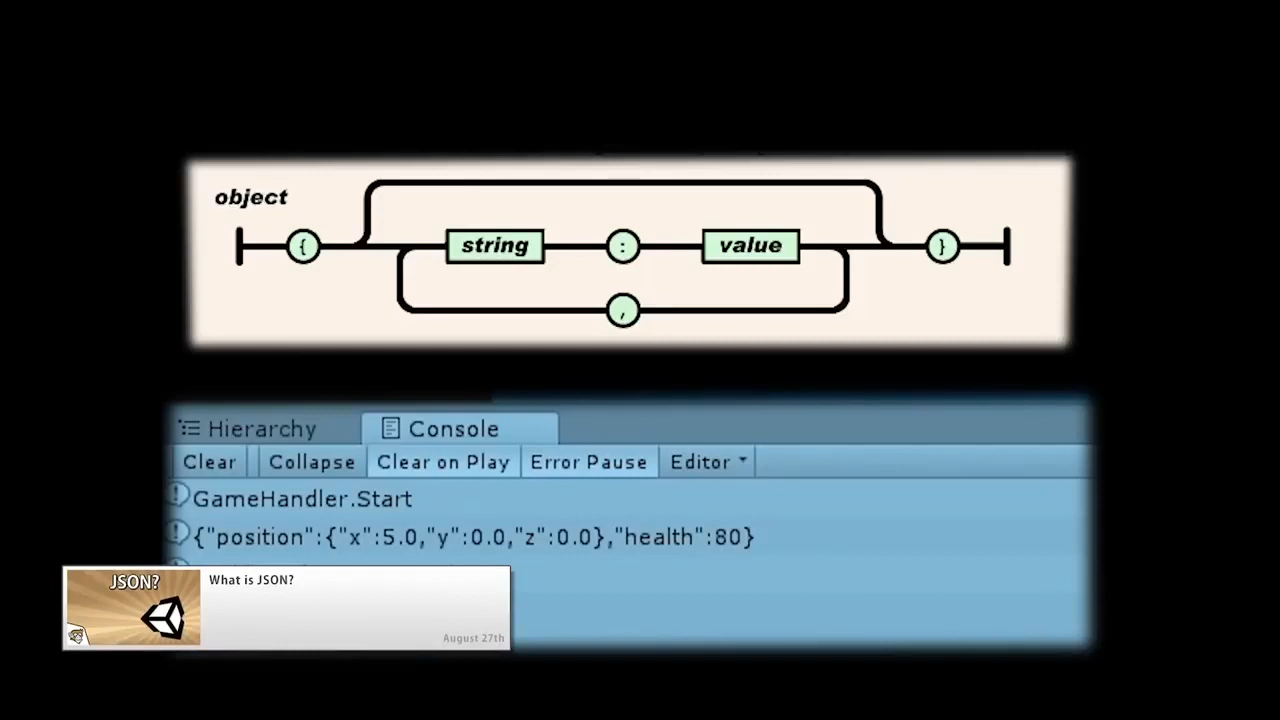 object
{ string : value }
,
Hierarchy Console
Clear Collapse Clear on Play Error Pause Editor
GameHandler.Start
{"position":{"x":5.0,"y":0.0,"z":0.0},"health":80}
JSON? What is JSON?
August 27th